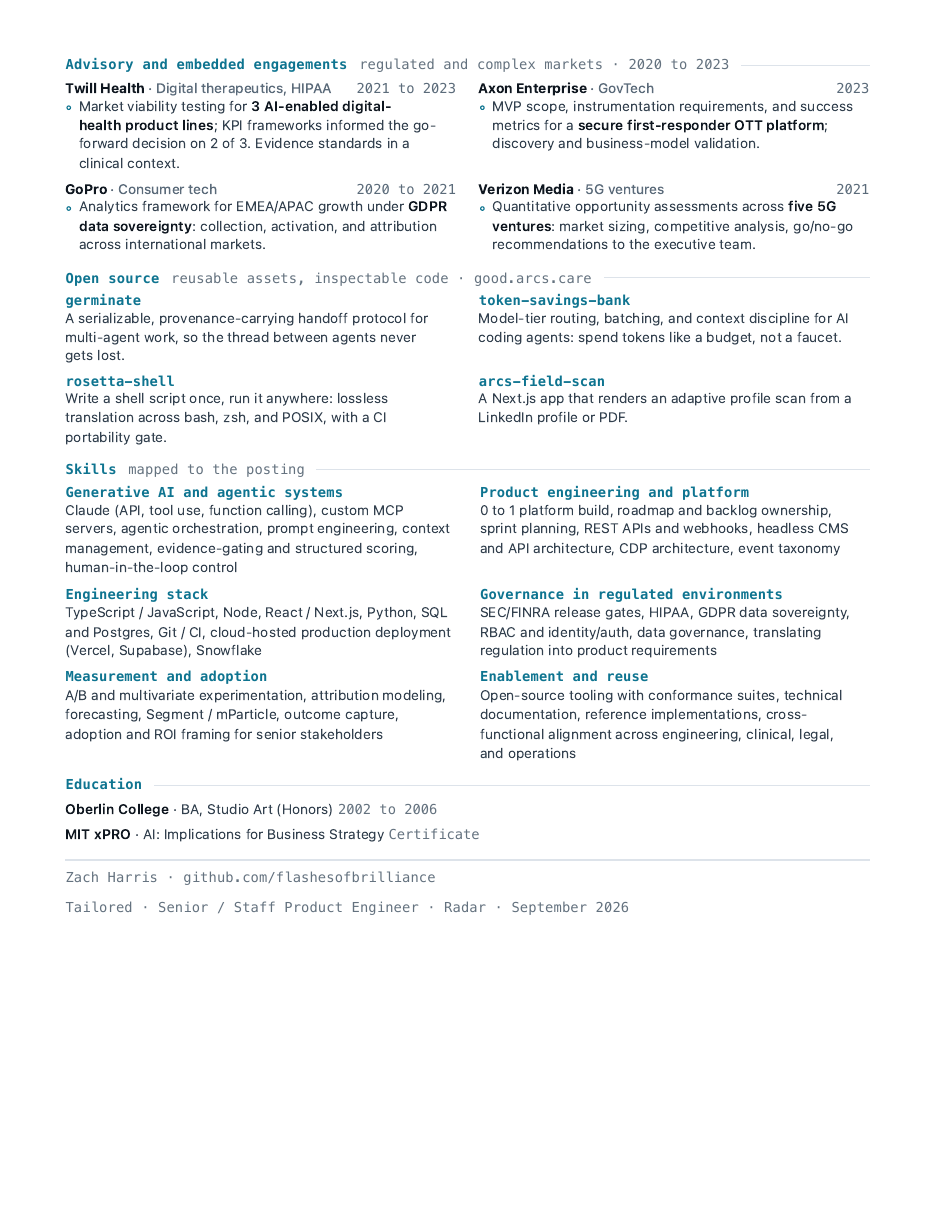 Advisory and embedded engagements regulated and complex markets · 2020 to 2023
Twill Health · Digital therapeutics, HIPAA 2021 to 2023
Market viability testing for 3 AI-enabled digital-
health product lines; KPI frameworks informed the go-
forward decision on 2 of 3. Evidence standards in a
clinical context.
Axon Enterprise · GovTech 2023
MVP scope, instrumentation requirements, and success
metrics for a secure first-responder OTT platform;
discovery and business-model validation.
GoPro · Consumer tech 2020 to 2021
Analytics framework for EMEA/APAC growth under GDPR
data sovereignty: collection, activation, and attribution
across international markets.
Verizon Media · 5G ventures 2021
Quantitative opportunity assessments across five 5G
ventures: market sizing, competitive analysis, go/no-go
recommendations to the executive team.
Open source reusable assets, inspectable code · good.arcs.care
germinate
A serializable, provenance-carrying handoff protocol for
multi-agent work, so the thread between agents never
gets lost.
token-savings-bank
Model-tier routing, batching, and context discipline for AI
coding agents: spend tokens like a budget, not a faucet.
rosetta-shell
Write a shell script once, run it anywhere: lossless
translation across bash, zsh, and POSIX, with a CI
portability gate.
arcs-field-scan
A Next.js app that renders an adaptive profile scan from a
LinkedIn profile or PDF.
Skills mapped to the posting
Generative AI and agentic systems
Claude (API, tool use, function calling), custom MCP
servers, agentic orchestration, prompt engineering, context
management, evidence-gating and structured scoring,
human-in-the-loop control
Product engineering and platform
0 to 1 platform build, roadmap and backlog ownership,
sprint planning, REST APIs and webhooks, headless CMS
and API architecture, CDP architecture, event taxonomy
Engineering stack
TypeScript / JavaScript, Node, React / Next.js, Python, SQL
and Postgres, Git / CI, cloud-hosted production deployment
(Vercel, Supabase), Snowflake
Governance in regulated environments
SEC/FINRA release gates, HIPAA, GDPR data sovereignty,
RBAC and identity/auth, data governance, translating
regulation into product requirements
Measurement and adoption
A/B and multivariate experimentation, attribution modeling,
forecasting, Segment / mParticle, outcome capture,
adoption and ROI framing for senior stakeholders
Enablement and reuse
Open-source tooling with conformance suites, technical
documentation, reference implementations, cross-
functional alignment across engineering, clinical, legal,
and operations
Education
Oberlin College · BA, Studio Art (Honors) 2002 to 2006
MIT xPRO · AI: Implications for Business Strategy Certificate
Zach Harris · github.com/flashesofbrilliance
Tailored · Senior / Staff Product Engineer · Radar · September 2026